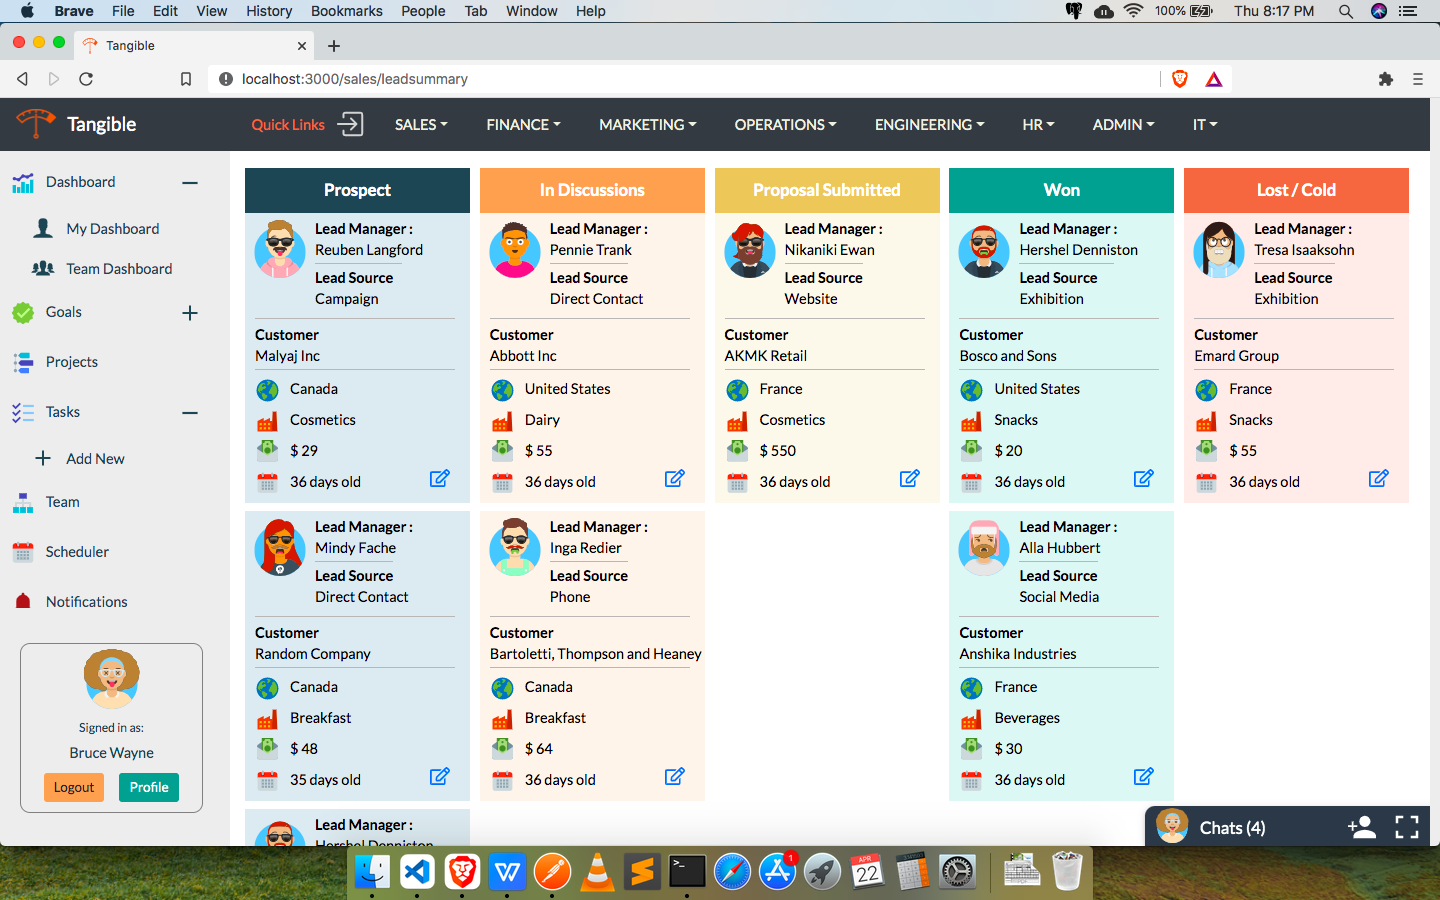 Brave File Edit View History Bookmarks People Tab Window Help 100% Thu 8:17 PM
Tangible
localhost:3000/sales/leadsummary
Tangible Quick Links SALES FINANCE MARKETING OPERATIONS ENGINEERING HR ADMIN IT
Dashboard
My Dashboard
Team Dashboard
Goals
Projects
Tasks
Add New
Team
Scheduler
Notifications
Signed in as:
Bruce Wayne
Logout Profile
Prospect
Lead Manager :
Reuben Langford
Lead Source
Campaign
Customer
Malyaj Inc
Canada
Cosmetics
$ 29
36 days old
Lead Manager :
Mindy Fache
Lead Source
Direct Contact
Customer
Random Company
Canada
Breakfast
$ 48
35 days old
Lead Manager :
Hershel Denniston
In Discussions
Lead Manager :
Pennie Trank
Lead Source
Direct Contact
Customer
Abbott Inc
United States
Dairy
$ 55
36 days old
Lead Manager :
Inga Redier
Lead Source
Phone
Customer
Bartoletti, Thompson and Heaney
Canada
Breakfast
$ 64
36 days old
Proposal Submitted
Lead Manager :
Nikaniki Ewan
Lead Source
Website
Customer
AKMK Retail
France
Cosmetics
$ 550
36 days old
Won
Lead Manager :
Hershel Denniston
Lead Source
Exhibition
Customer
Bosco and Sons
United States
Snacks
$ 20
36 days old
Lead Manager :
Alla Hubbert
Lead Source
Social Media
Customer
Anshika Industries
France
Beverages
$ 30
36 days old
Lost / Cold
Lead Manager :
Tresa Isaaksohn
Lead Source
Exhibition
Customer
Emard Group
France
Snacks
$ 55
36 days old
Chats (4)
1
APR
22